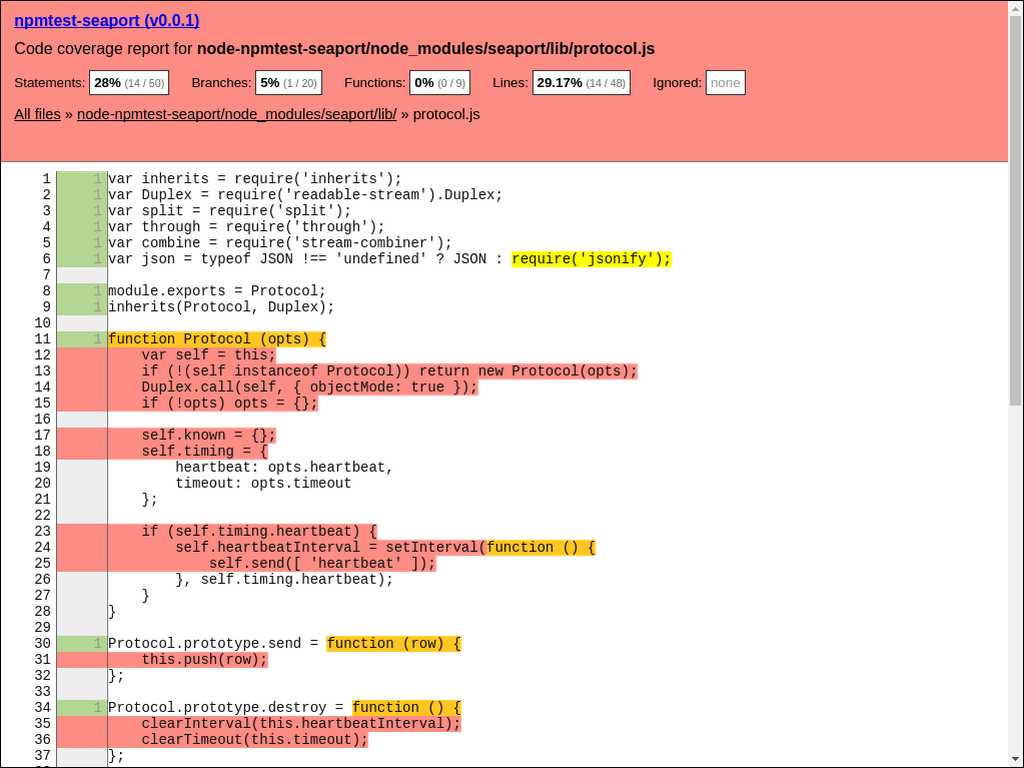 npmtest-seaport (v0.0.1)
Code coverage report for node-npmtest-seaport/node_modules/seaport/lib/protocol.js
Statements: 28% (14 / 50) Branches: 5% (1 / 20) Functions: 0% (0 / 9) Lines: 29.17% (14 / 48) Ignored: none
All files » node-npmtest-seaport/node_modules/seaport/lib/ » protocol.js
1 1 var inherits = require('inherits');
2 1 var Duplex = require('readable-stream').Duplex;
3 1 var split = require('split');
4 1 var through = require('through');
5 1 var combine = require('stream-combiner');
6 1 var json = typeof JSON !== 'undefined' ? JSON : require('jsonify');
7
8 1 module.exports = Protocol;
9 1 inherits(Protocol, Duplex);
10
11 1 function Protocol (opts) {
12     var self = this;
13     if (!(self instanceof Protocol)) return new Protocol(opts);
14     Duplex.call(self, { objectMode: true });
15     if (!opts) opts = {};
16
17     self.known = {};
18     self.timing = {
19         heartbeat: opts.heartbeat,
20         timeout: opts.timeout
21     };
22
23     if (self.timing.heartbeat) {
24         self.heartbeatInterval = setInterval(function () {
25             self.send([ 'heartbeat' ]);
26         }, self.timing.heartbeat);
27     }
28 }
29
30 1 Protocol.prototype.send = function (row) {
31     this.push(row);
32 };
33
34 1 Protocol.prototype.destroy = function () {
35     clearInterval(this.heartbeatInterval);
36     clearTimeout(this.timeout);
37 };